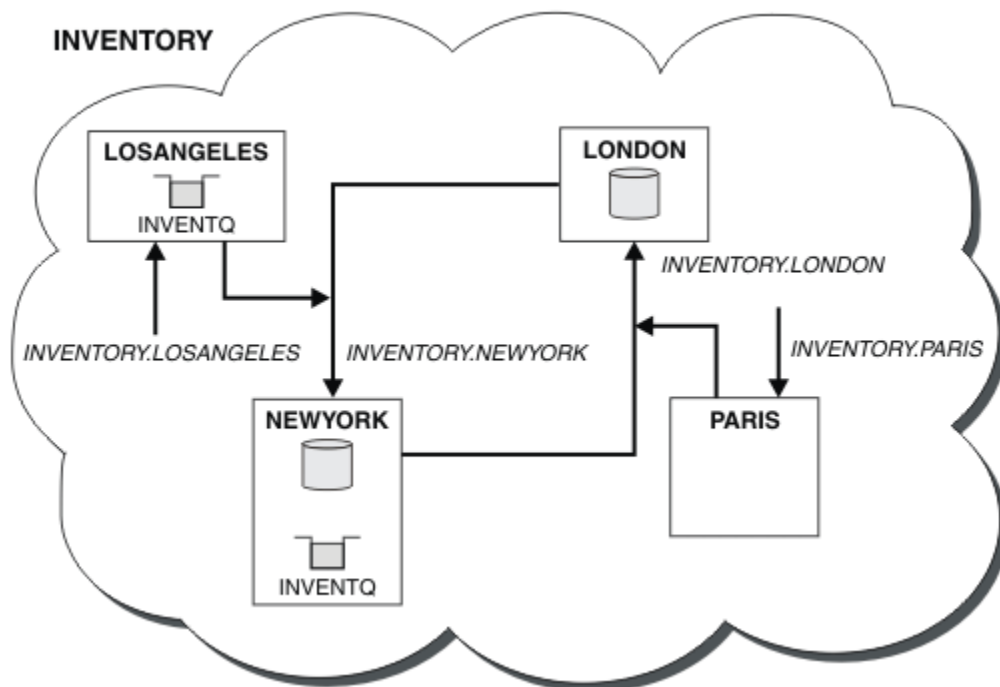 INVENTORY
LOSANGELES
INVENTQ
LONDON
INVENTORY.LONDON
INVENTORY.LOSANGELES
INVENTORY.NEWYORK
INVENTORY.PARIS
NEWYORK
PARIS
INVENTQ